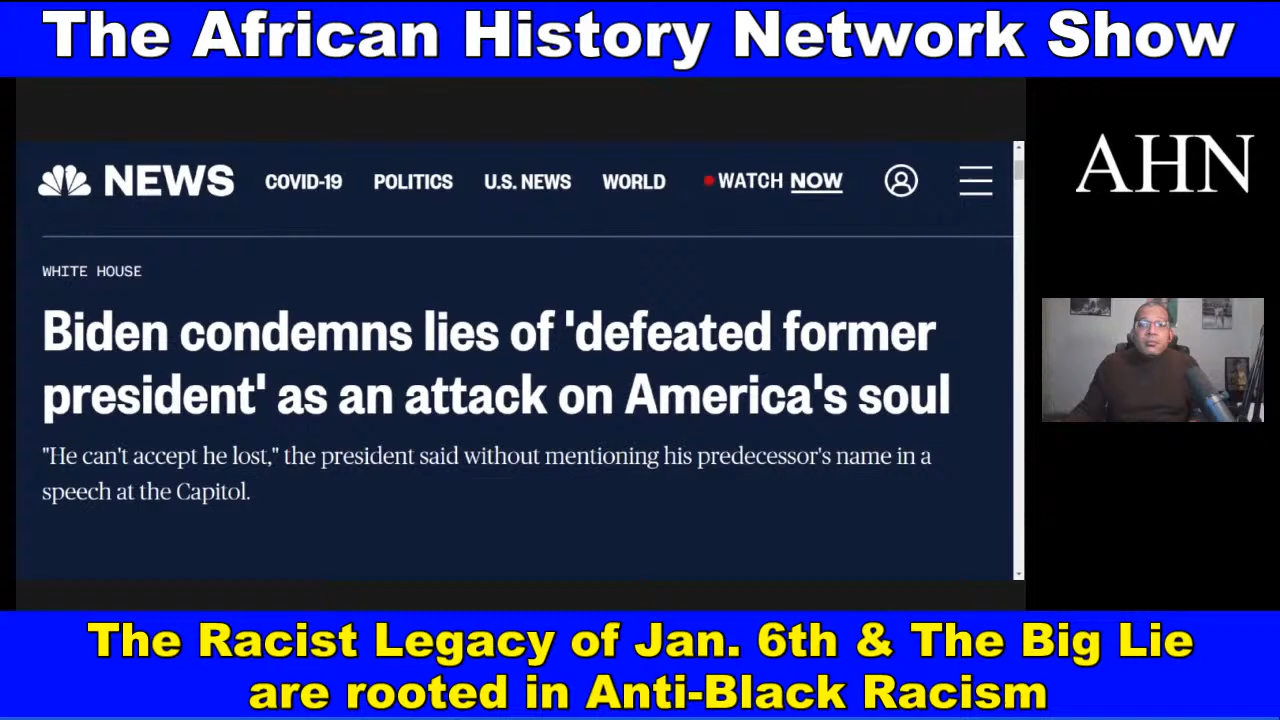 The African History Network Show
AHN
NEWS COVID-19 POLITICS U.S. NEWS WORLD WATCH NOW
WHITE HOUSE
Biden condemns lies of 'defeated former
president' as an attack on America's soul
"He can't accept he lost," the president said without mentioning his predecessor's name in a
speech at the Capitol.
The Racist Legacy of Jan. 6th & The Big Lie
are rooted in Anti-Black Racism